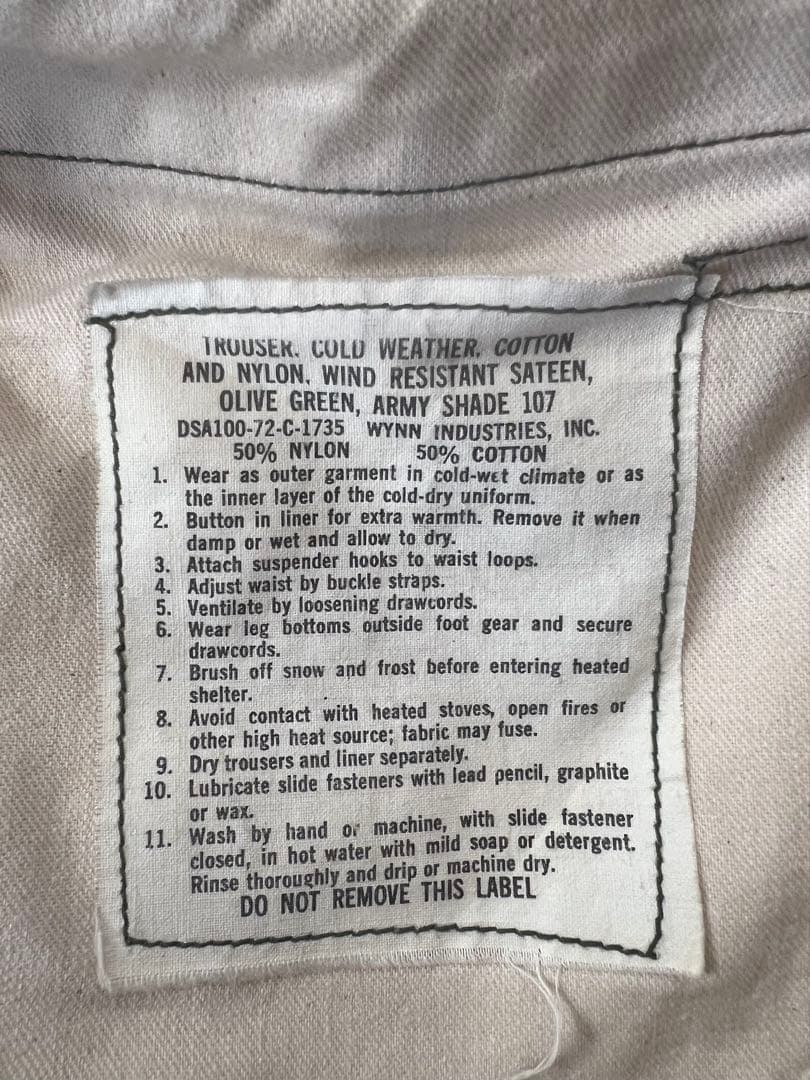 TROUSER, COLD WEATHER, COTTON
AND NYLON, WIND RESISTANT SATEEN,
OLIVE GREEN, ARMY SHADE 107
DSA100-72-C-1735 WYNN INDUSTRIES, INC.
50% NYLON 50% COTTON
1. Wear as outer garment in cold-wet climate or as
the inner layer of the cold-dry uniform.
2. Button in liner for extra warmth. Remove it when
damp or wet and allow to dry.
3. Attach suspender hooks to waist loops.
4. Adjust waist by buckle straps.
5. Ventilate by loosening drawcords.
6. Wear leg bottoms outside foot gear and secure
drawcords.
7. Brush off snow and frost before entering heated
shelter.
8. Avoid contact with heated stoves, open fires or
other high heat source; fabric may fuse.
9. Dry trousers and liner separately.
10. Lubricate slide fasteners with lead pencil, graphite
or wax.
11. Wash by hand or machine, with slide fastener
closed, in hot water with mild soap or detergent.
Rinse thoroughly and drip or machine dry.
DO NOT REMOVE THIS LABEL